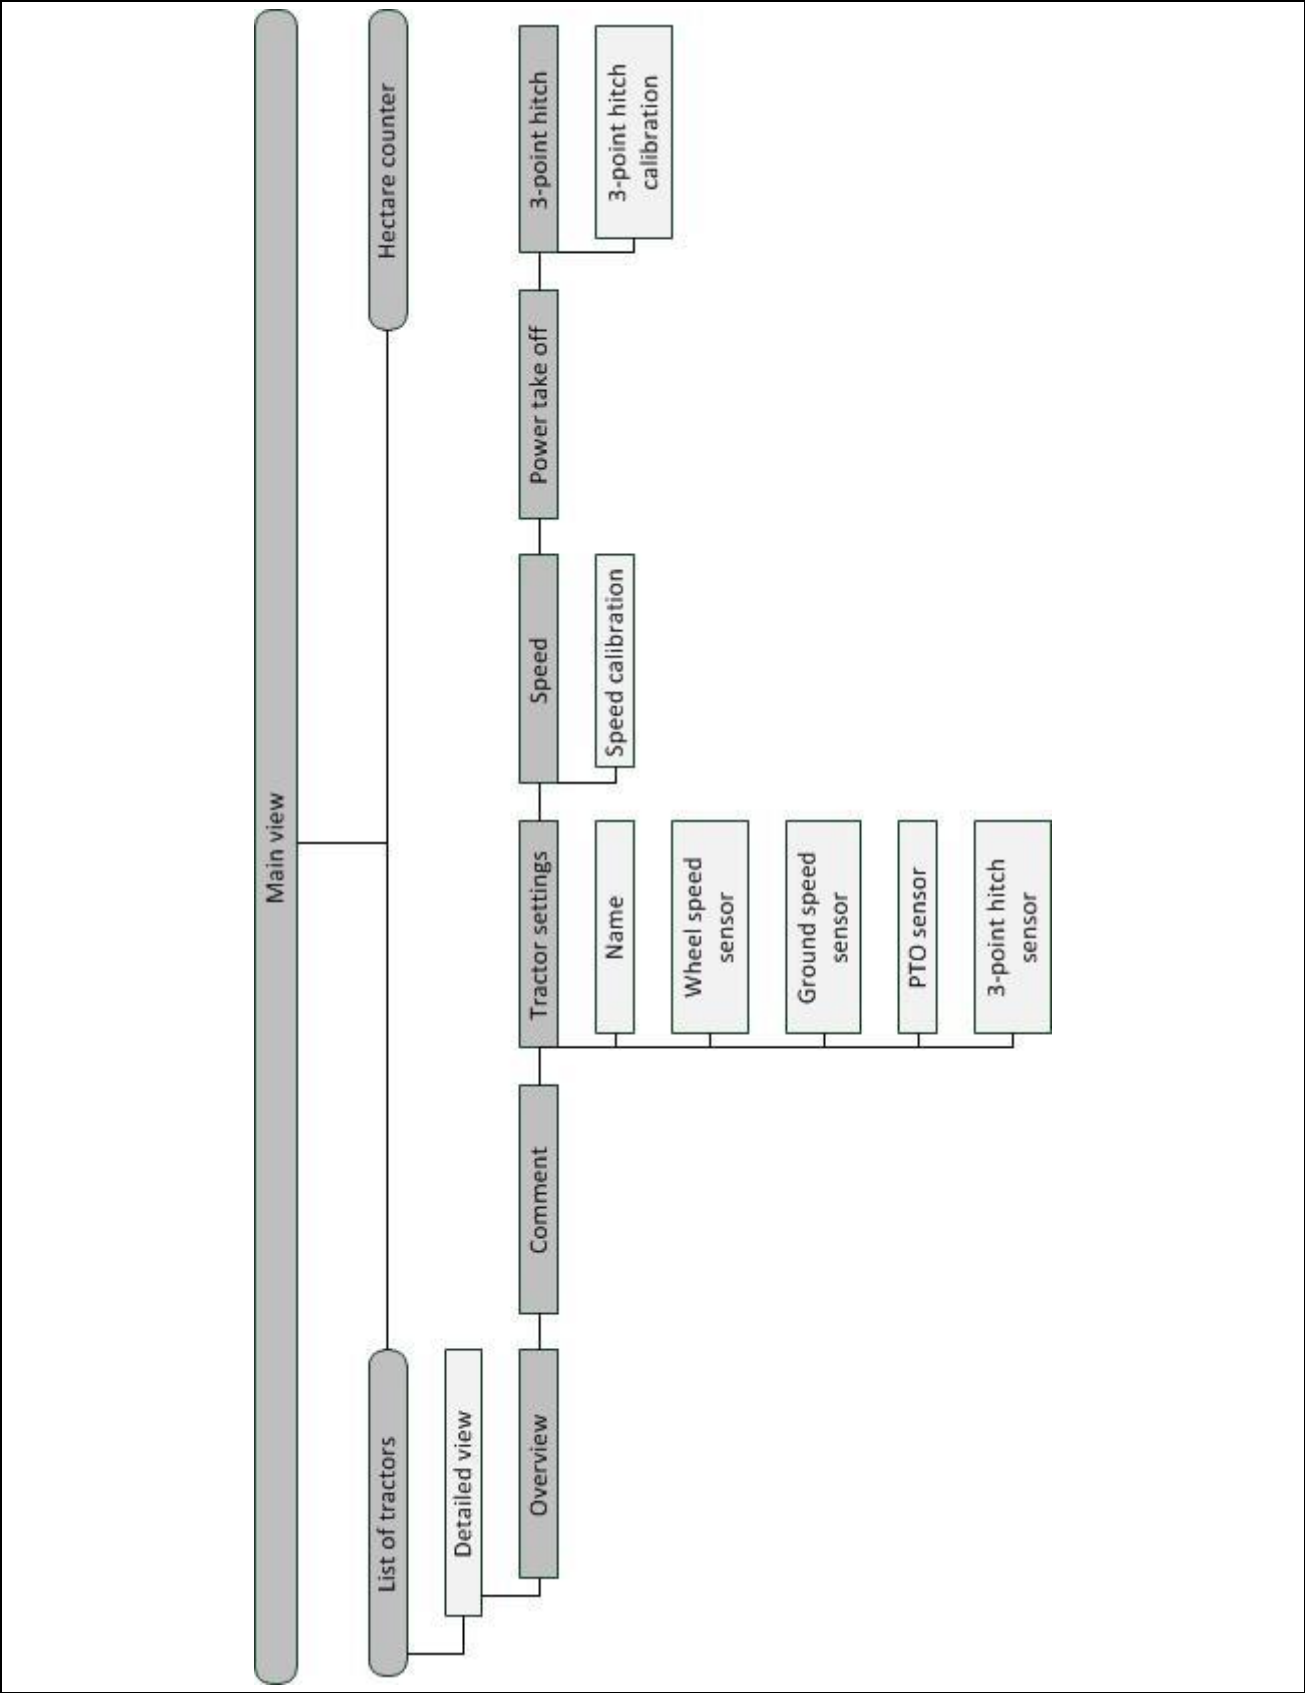 Main view
List of tractors
Hectare counter
Detailed view
Overview
Comment
Tractor settings
Speed
Power take off
3-point hitch
Name
Wheel speed
sensor
Ground speed
sensor
PTO sensor
3-point hitch
sensor
Speed calibration
3-point hitch
calibration